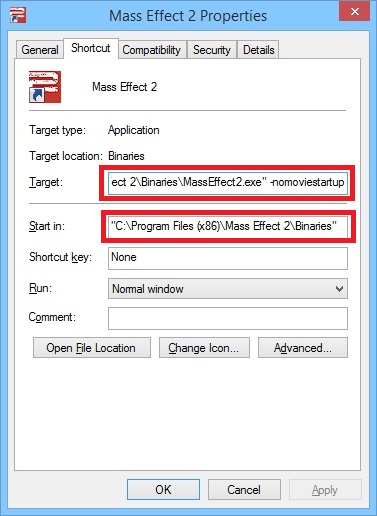 Mass Effect 2 Properties
General Shortcut Compatibility Security Details
Mass Effect 2
Target type: Application
Target location: Binaries
Target: ect 2\Binaries\MassEffect2.exe" -nomoviestartup
Start in: "C:\Program Files (x86)\Mass Effect 2\Binaries"
Shortcut key: None
Run: Normal window
Comment:
Open File Location Change Icon... Advanced...
OK Cancel Apply